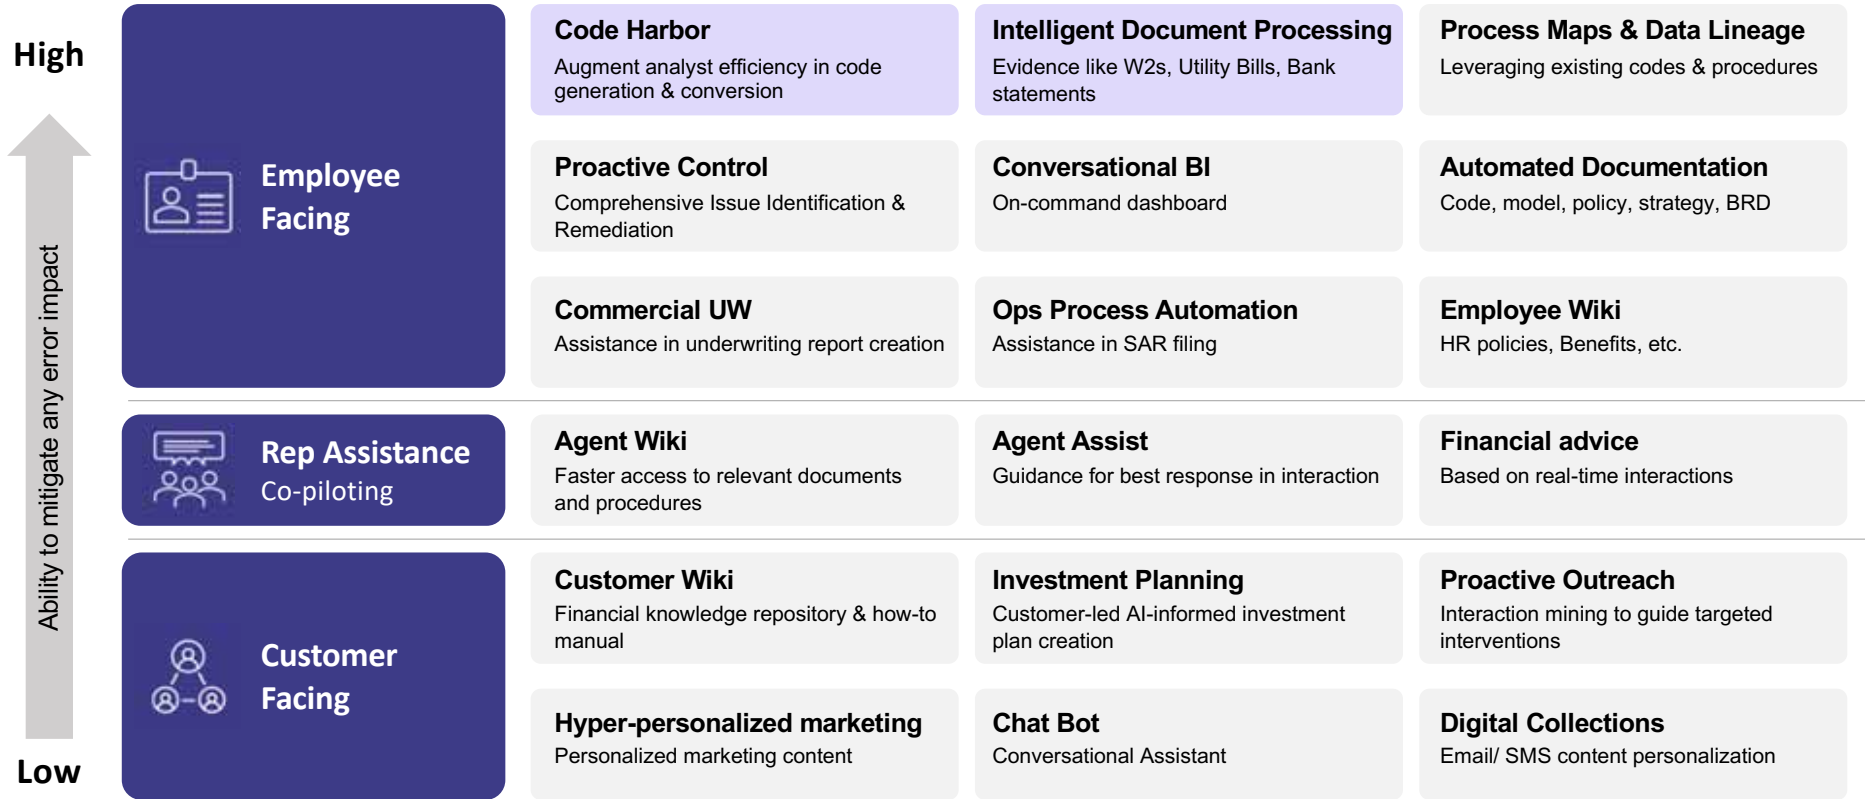 High
Ability to mitigate any error impact
Low
Employee
Facing
Code Harbor
Augment analyst efficiency in code
generation & conversion
Intelligent Document Processing
Evidence like W2s, Utility Bills, Bank
statements
Process Maps & Data Lineage
Leveraging existing codes & procedures
Proactive Control
Comprehensive Issue Identification &
Remediation
Conversational BI
On-command dashboard
Automated Documentation
Code, model, policy, strategy, BRD
Commercial UW
Assistance in underwriting report creation
Ops Process Automation
Assistance in SAR filing
Employee Wiki
HR policies, Benefits, etc.
Rep Assistance
Co-piloting
Agent Wiki
Faster access to relevant documents
and procedures
Agent Assist
Guidance for best response in interaction
Financial advice
Based on real-time interactions
Customer
Facing
Customer Wiki
Financial knowledge repository & how-to
manual
Investment Planning
Customer-led AI-informed investment
plan creation
Proactive Outreach
Interaction mining to guide targeted
interventions
Hyper-personalized marketing
Personalized marketing content
Chat Bot
Conversational Assistant
Digital Collections
Email/ SMS content personalization